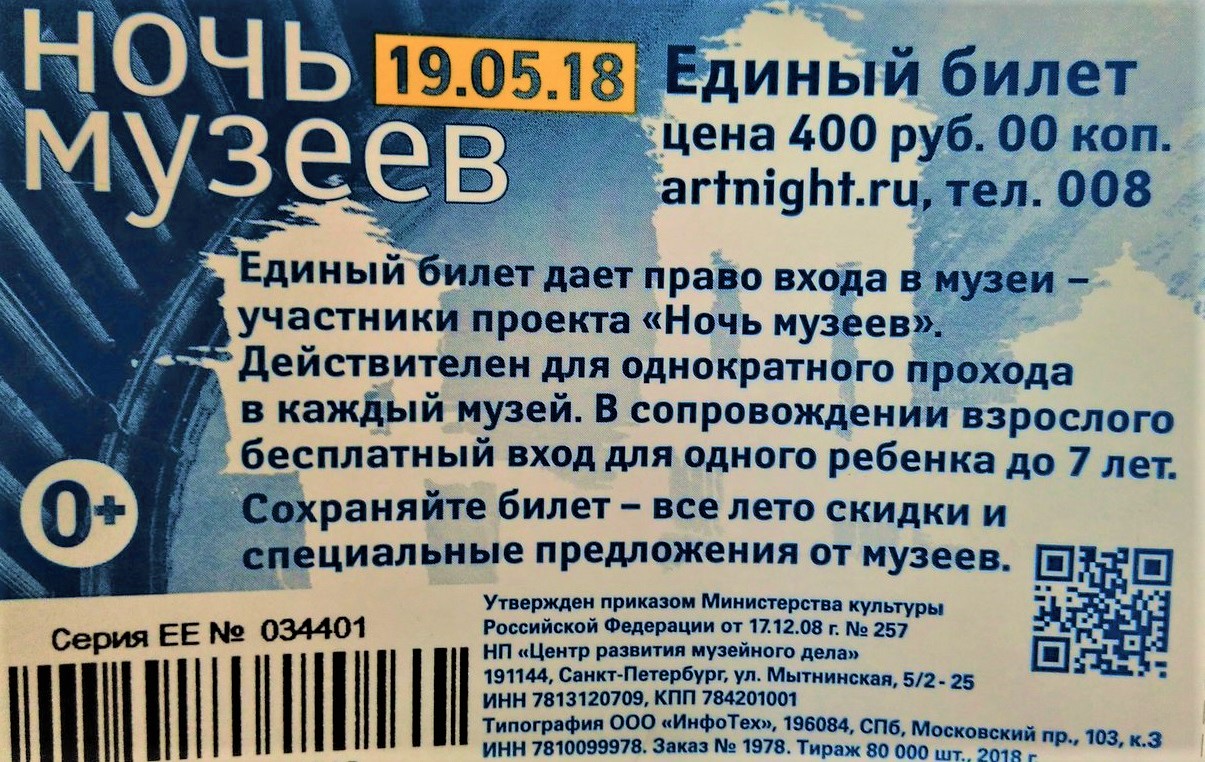 ночь
музеев
19.05.18
Единый билет
цена 400 руб. 00 коп.
artnight.ru, тел. 008
Единый билет дает право входа в музеи –
участники проекта «Ночь музеев».
Действителен для однократного прохода
в каждый музей. В сопровождении взрослого
бесплатный вход для одного ребенка до 7 лет.
0+
Сохраняйте билет – все лето скидки и
специальные предложения от музеев.
Серия ЕЕ № 034401
Утвержден приказом Министерства культуры
Российской Федерации от 17.12.08 г. № 257
НП «Центр развития музейного дела»
191144, Санкт-Петербург, ул. Мытнинская, 5/2 - 25
ИНН 7813120709, КПП 784201001
Типография ООО «ИнфоТех», 196084, СПб, Московский пр., 103, к.3
ИНН 7810099978. Заказ № 1978. Тираж 80 000 шт., 2018 г